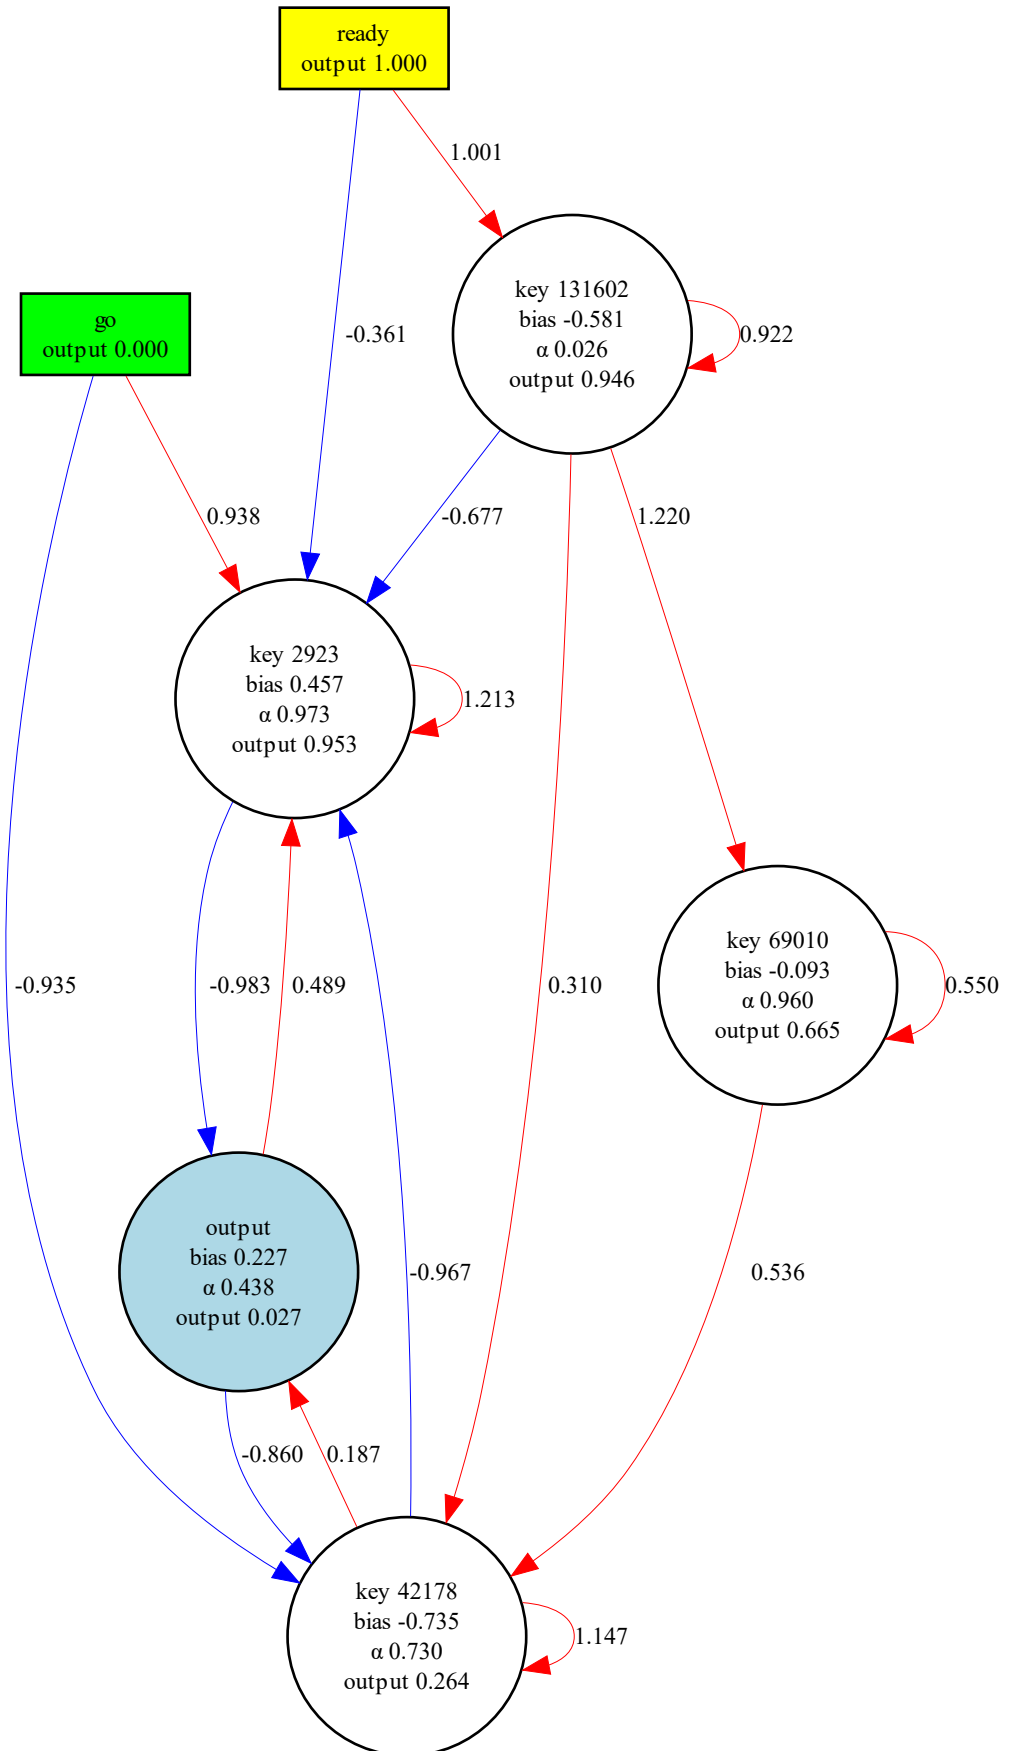 ready
output 1.000
1.001
key 131602
bias -0.581
α 0.026
output 0.946
0.922
go
output 0.000
-0.361
0.938
-0.677
1.220
key 2923
bias 0.457
α 0.973
output 0.953
1.213
key 69010
bias -0.093
α 0.960
output 0.665
0.550
-0.935
-0.983
0.489
0.310
output
bias 0.227
α 0.438
output 0.027
-0.967
0.536
-0.860
0.187
key 42178
bias -0.735
α 0.730
output 0.264
1.147